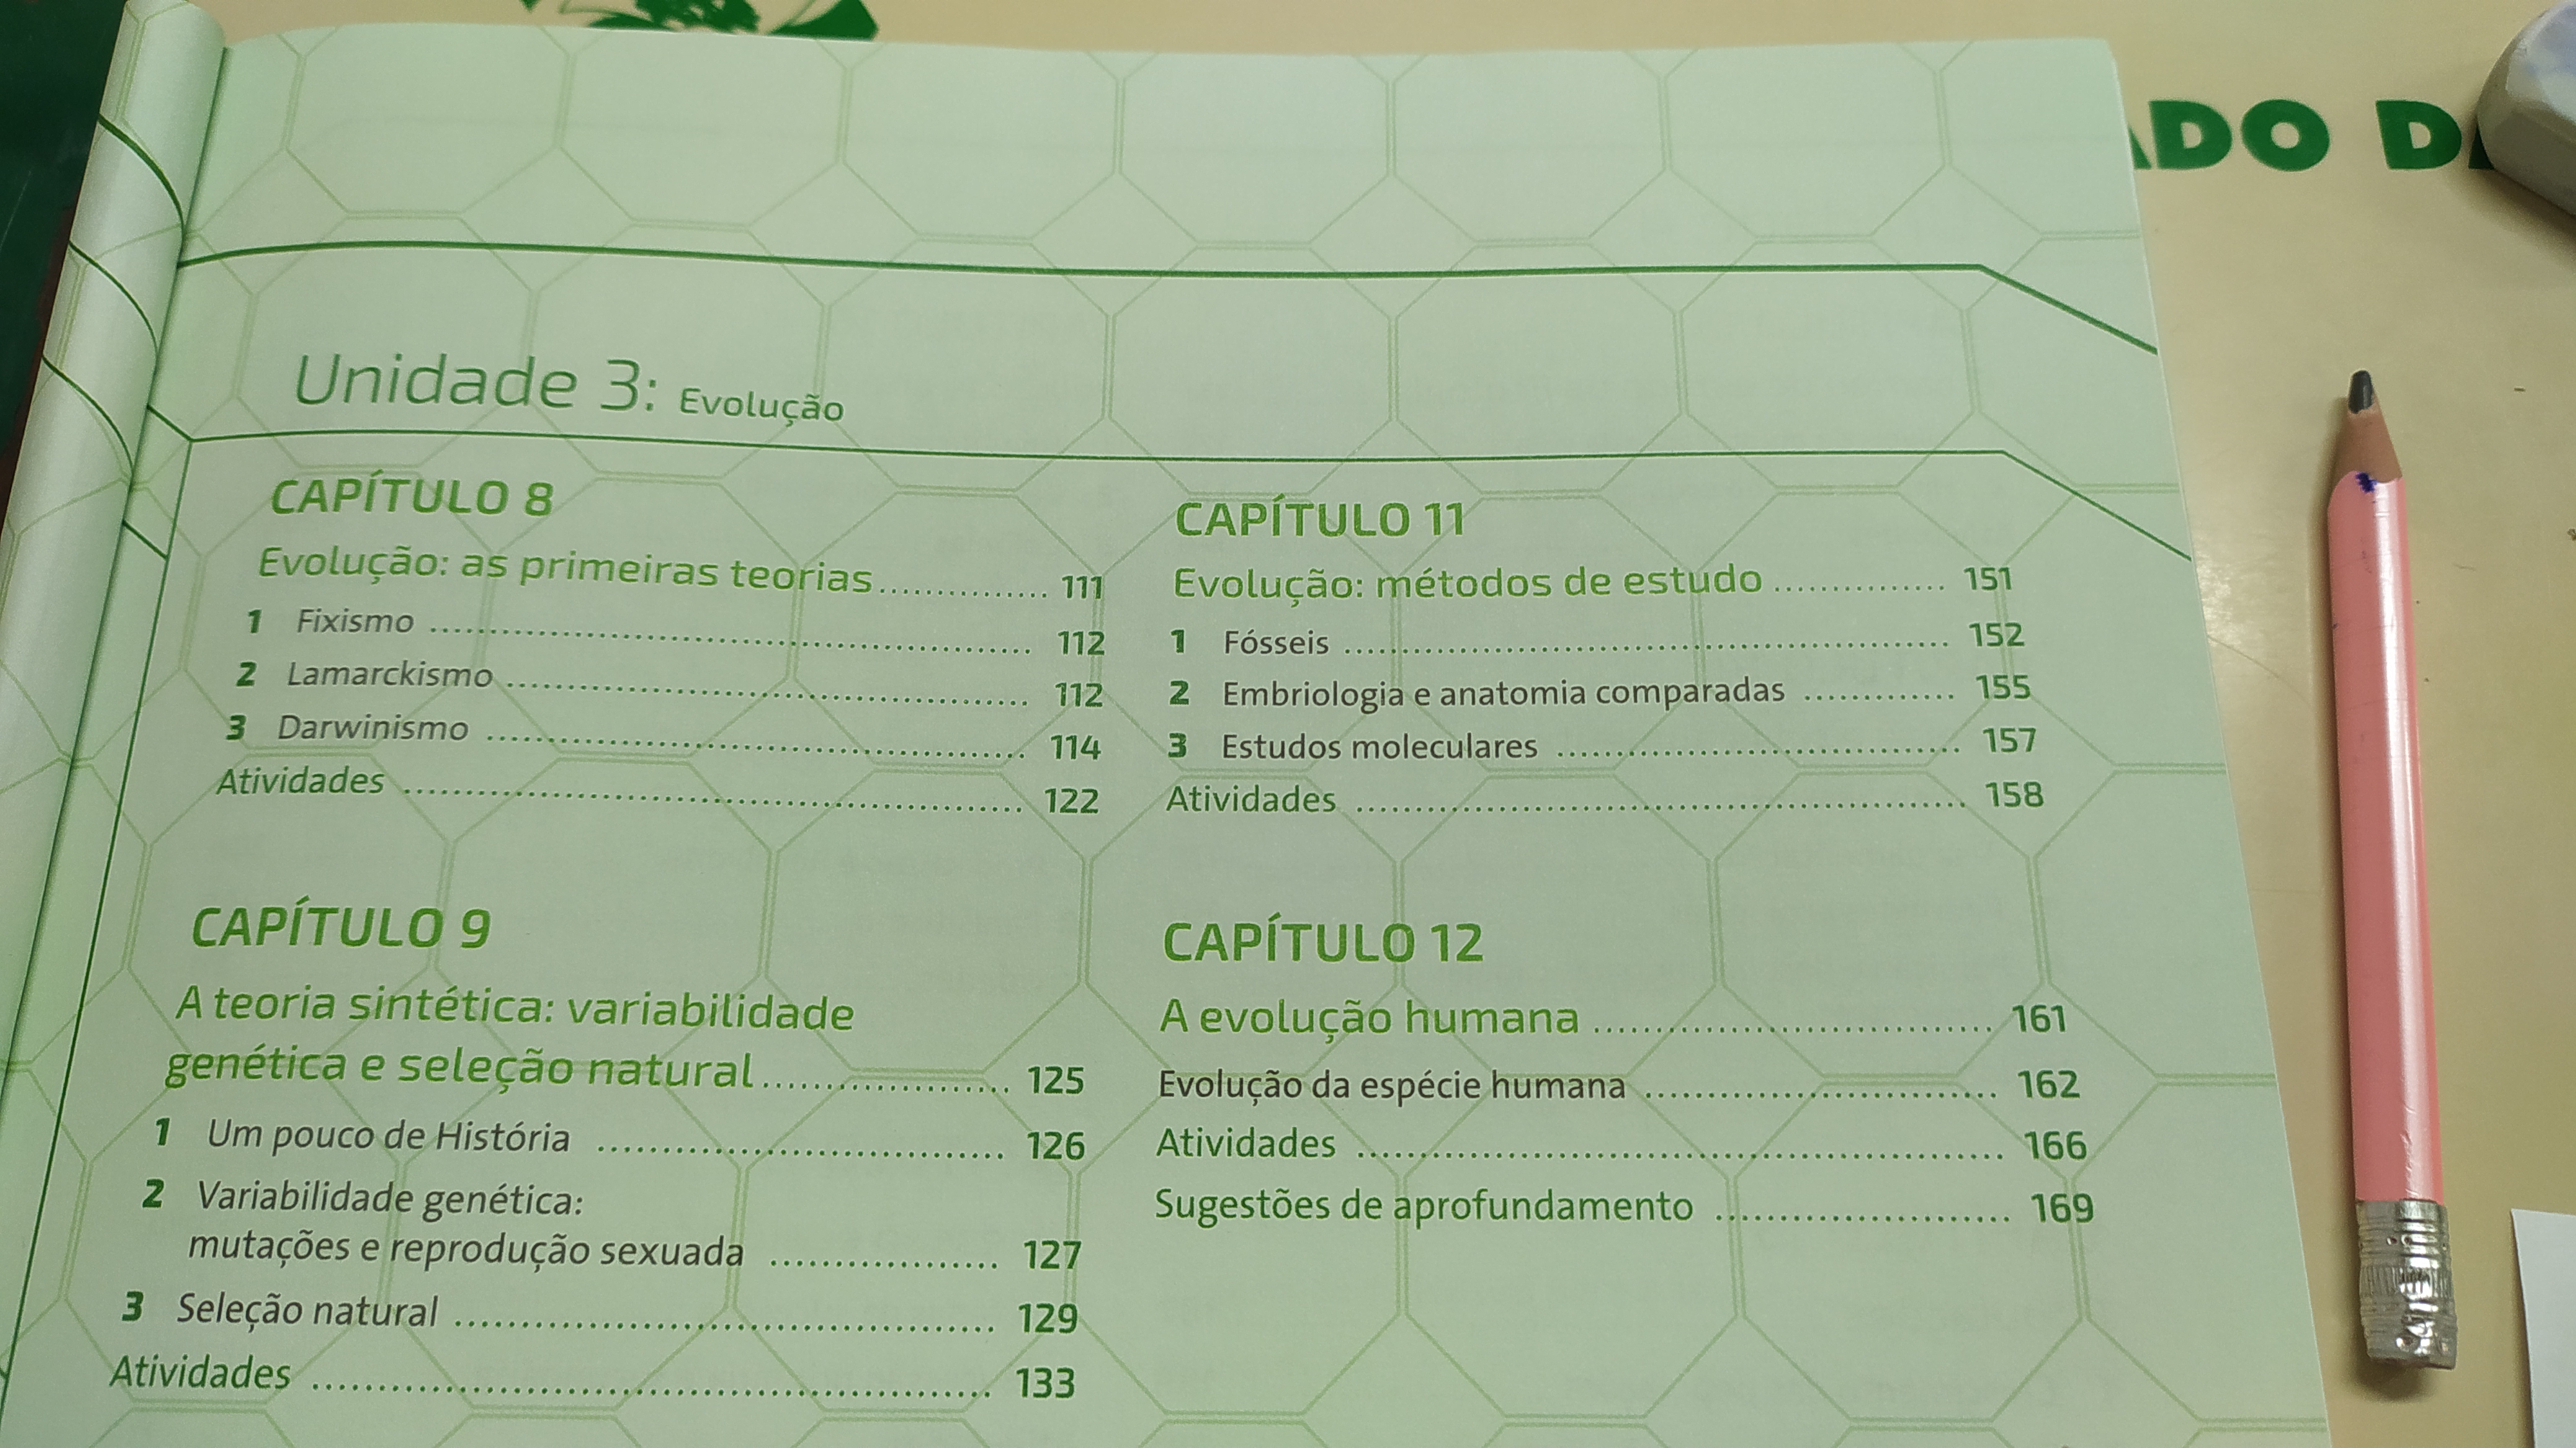 ADO D
Unidade 3: Evolução
CAPÍTULO 8
Evolução: as primeiras teorias ............... 111
1 Fixismo ............... 112
2 Lamarckismo ............... 112
3 Darwinismo ............... 114
Atividades ............... 122
CAPÍTULO 9
A teoria sintética: variabilidade
genética e seleção natural ............... 125
1 Um pouco de História ............... 126
2 Variabilidade genética:
mutações e reprodução sexuada ............... 127
3 Seleção natural ............... 129
Atividades ............... 133
CAPÍTULO 11
Evolução: métodos de estudo ............... 151
1 Fósseis ............... 152
2 Embriologia e anatomia comparadas ............... 155
3 Estudos moleculares ............... 157
Atividades ............... 158
CAPÍTULO 12
A evolução humana ............... 161
Evolução da espécie humana ............... 162
Atividades ............... 166
Sugestões de aprofundamento ............... 169